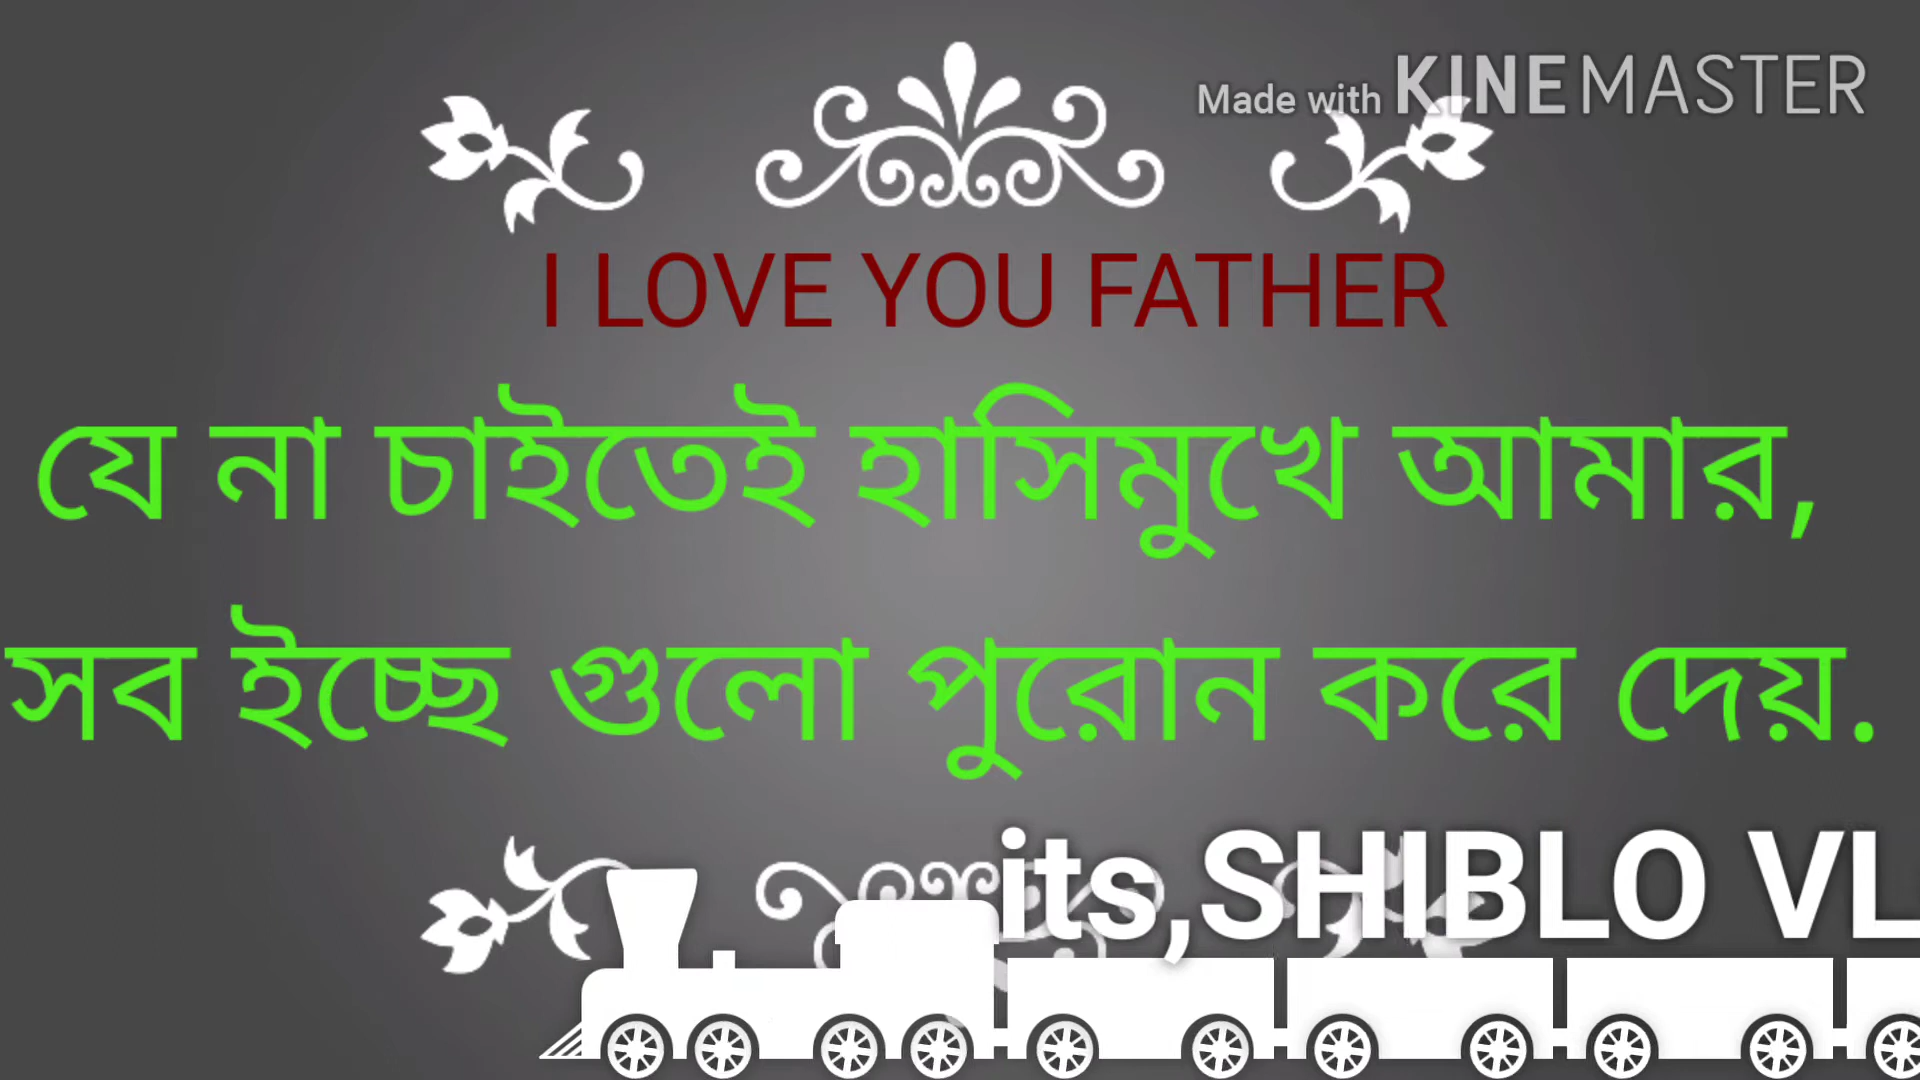 Made with KINEMASTER
I LOVE YOU FATHER
যে না চাইতেই হাসিমুখে আমার,
সব ইচ্ছে গুলো পুরোন করে দেয়.
its,SHIBLO VL